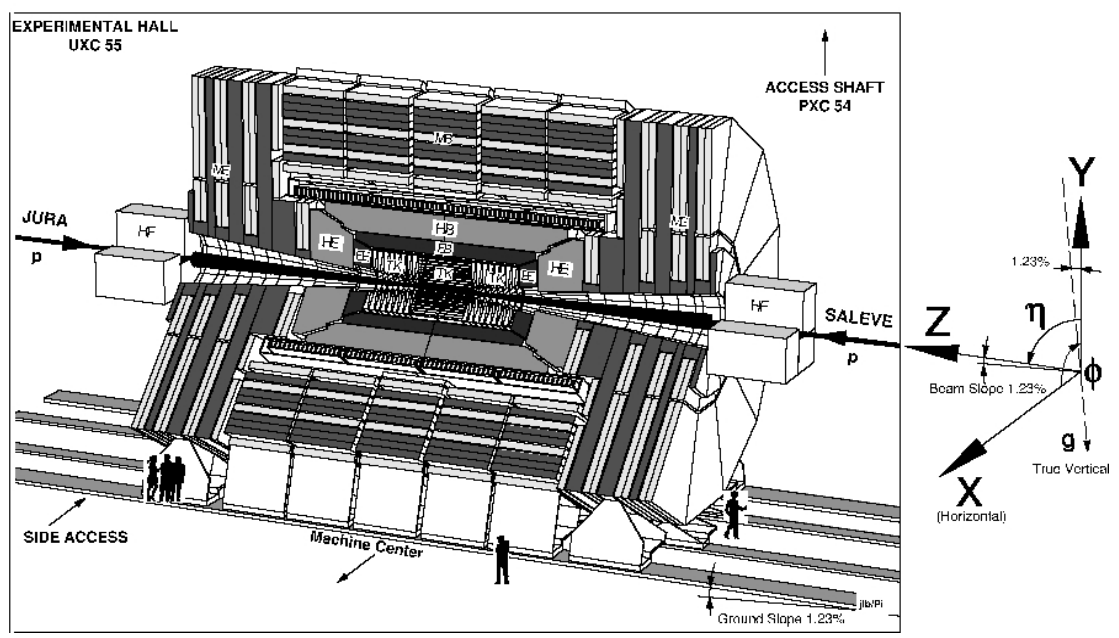 EXPERIMENTAL HALL
UXC 55
ACCESS SHAFT
PXC 54
MB
ME
ME
JURA
p
HF
HB
HE
EB
EE
TK
TK
TK
EE
HE
HF
SALEVE
p
Y
1.23%
Z
η
ϕ
Beam Slope 1.23%
g
True Vertical
X
(Horizontal)
SIDE ACCESS
Machine Center
jlb/Pi
Ground Slope 1.23%